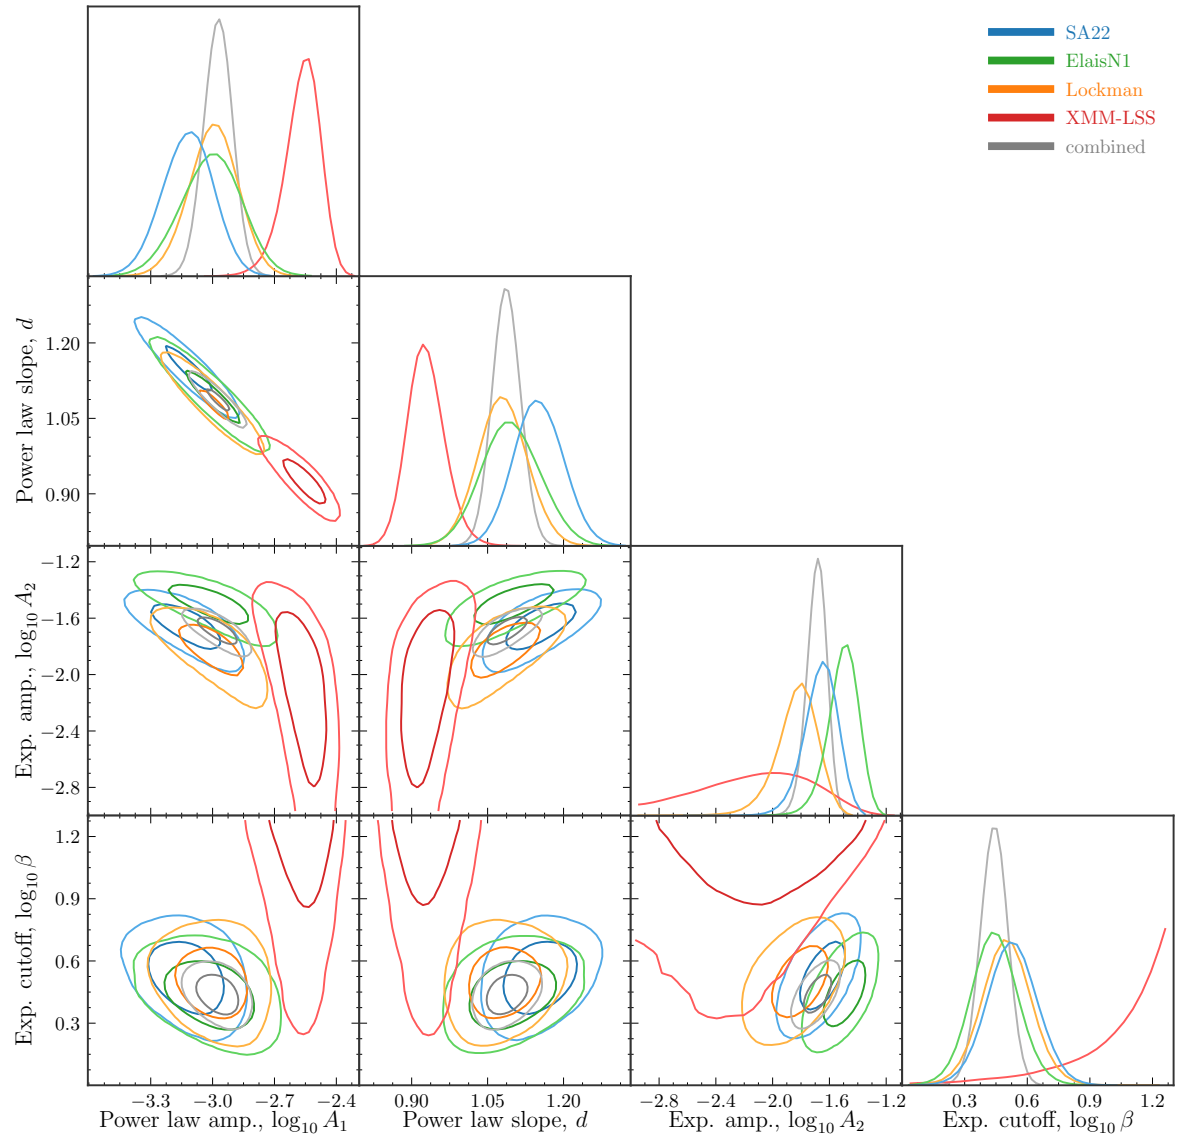 SA22
ElaisN1
Lockman
XMM-LSS
combined
Power law slope, d
1.20
1.05
0.90
Exp. amp., log₁₀ A₂
−1.2
−1.6
−2.0
−2.4
−2.8
Exp. cutoff, log₁₀ β
1.2
0.9
0.6
0.3
−3.3 −3.0 −2.7 −2.4
0.90 1.05 1.20
−2.8 −2.4 −2.0 −1.6 −1.2
0.3 0.6 0.9 1.2
Power law amp., log₁₀ A₁
Power law slope, d
Exp. amp., log₁₀ A₂
Exp. cutoff, log₁₀ β